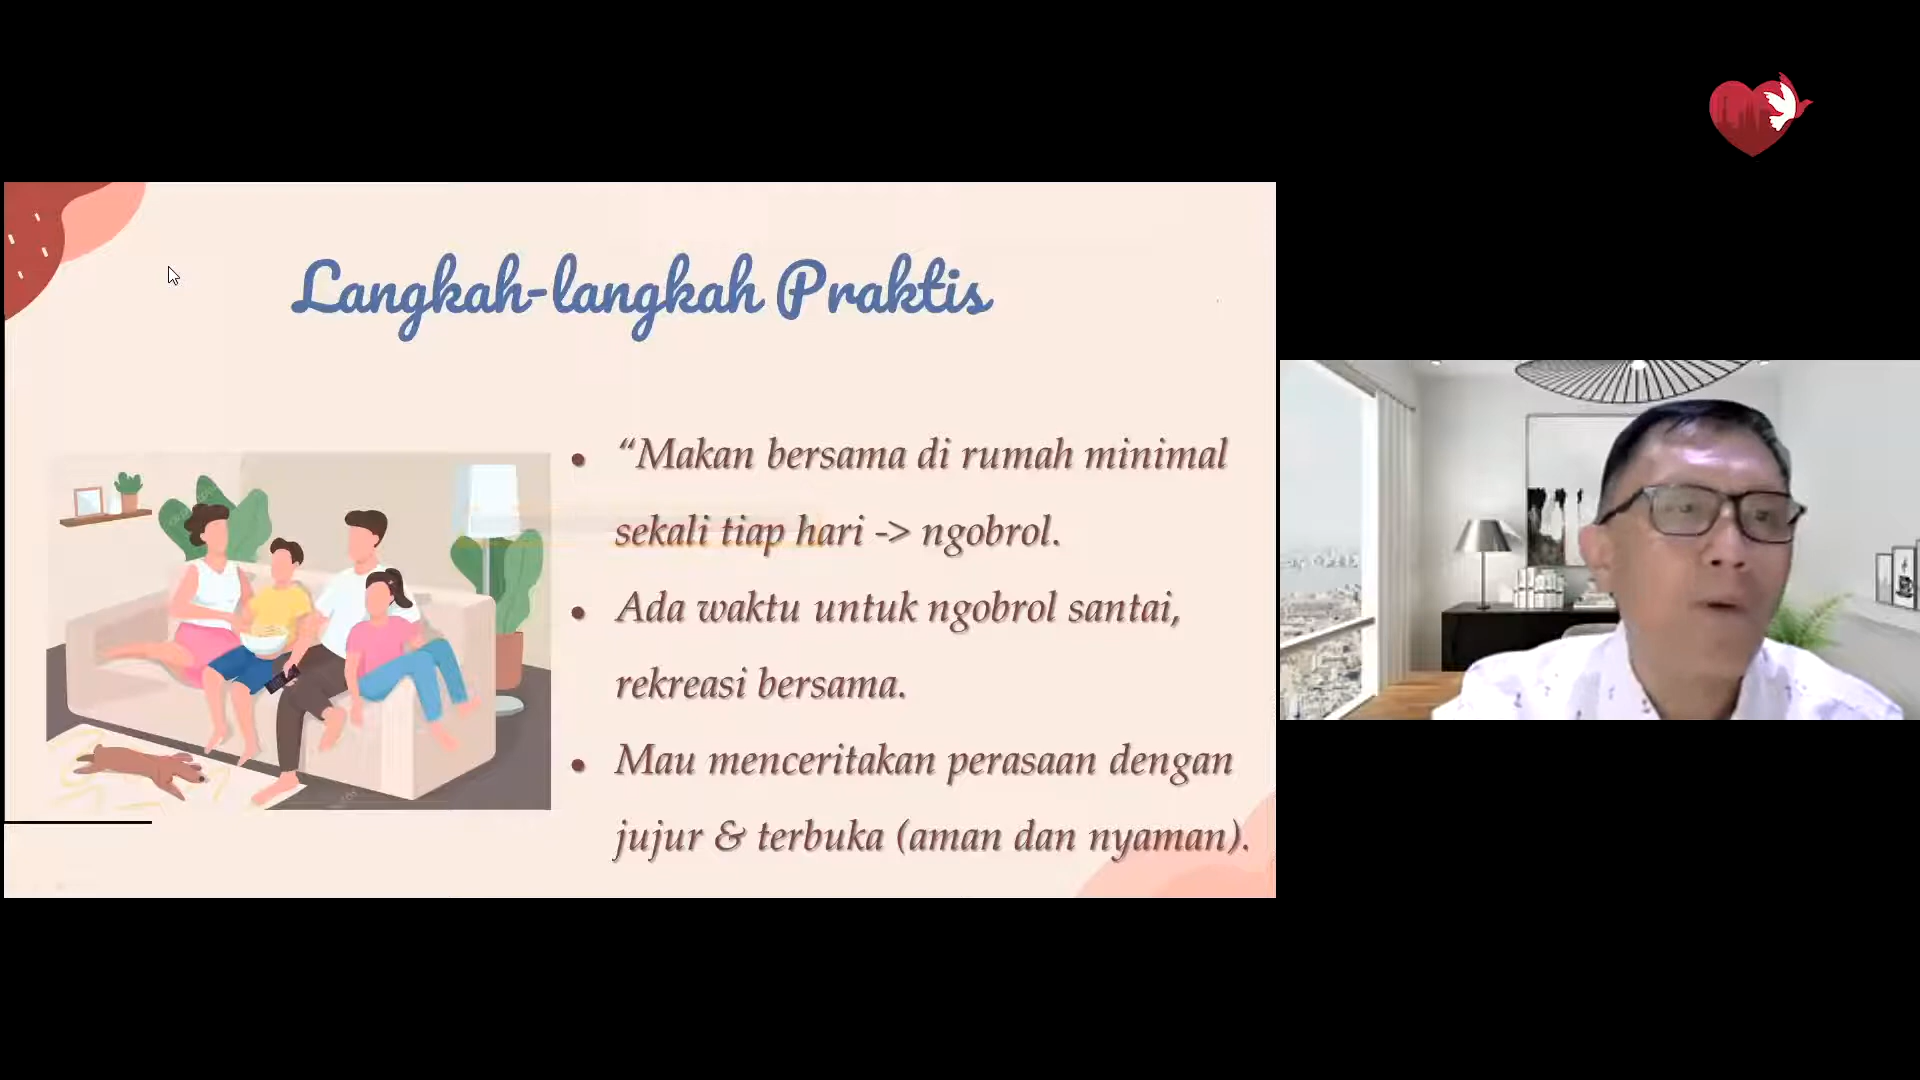 Langkah-langkah Praktis
• “Makan bersama di rumah minimal
sekali tiap hari -> ngobrol.
• Ada waktu untuk ngobrol santai,
rekreasi bersama.
• Mau menceritakan perasaan dengan
jujur & terbuka (aman dan nyaman).